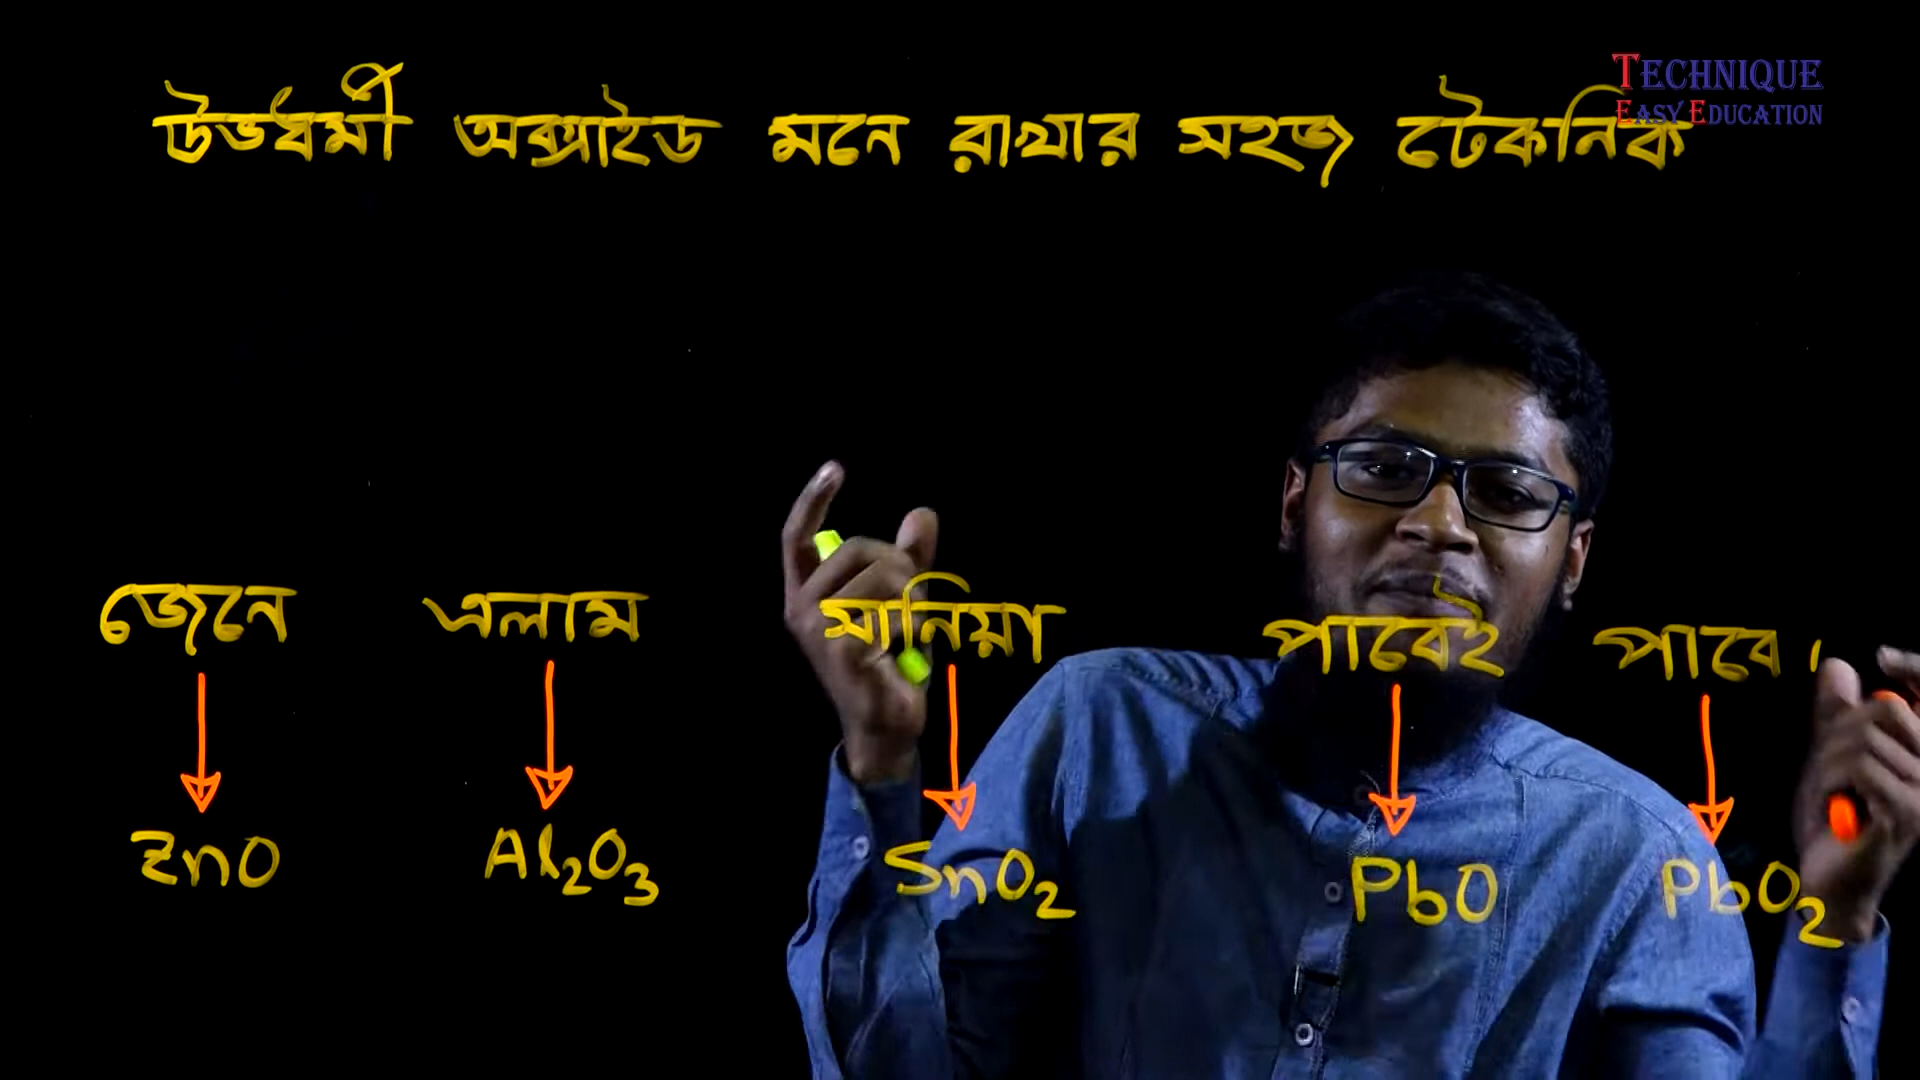 TECHNIQUE
EASY EDUCATION
উভধর্মী অক্সাইড মনে রাখার সহজ টেকনিক
জেনে এলাম মানিয়া পাবেই পাবে।
ZnO Al₂O₃ SnO₂ PbO PbO₂